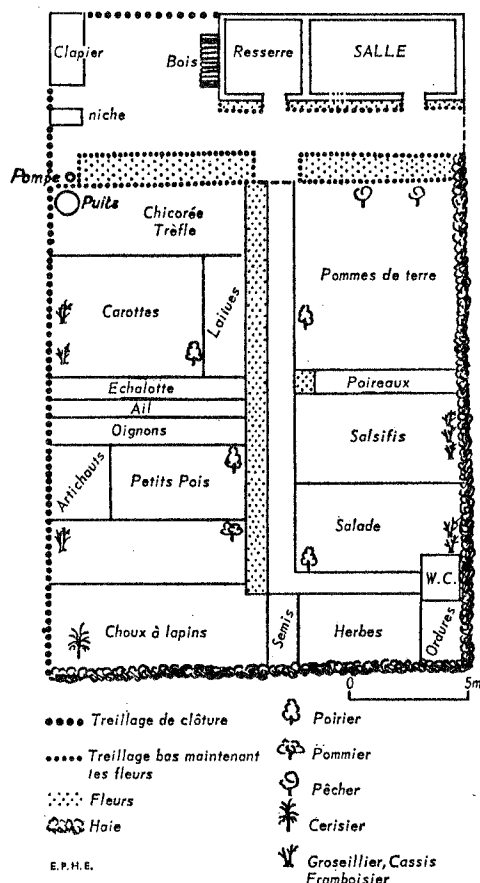 Clapier
Bois
Resserre
SALLE
niche
Pompe
Puits
Chicorée
Trèfle
Pommes de terre
Carottes
Laitues
Echalotte
Poireaux
Ail
Oignons
Salsifis
Artichauts
Petits Pois
Salade
W.C.
Choux à lapins
Semis
Herbes
Ordures
0 5m
Treillage de clôture
Treillage bas maintenant
les fleurs
Fleurs
Haie
E.P.H.E.
Poirier
Pommier
Pêcher
Cerisier
Groseillier, Cassis
Framboisier